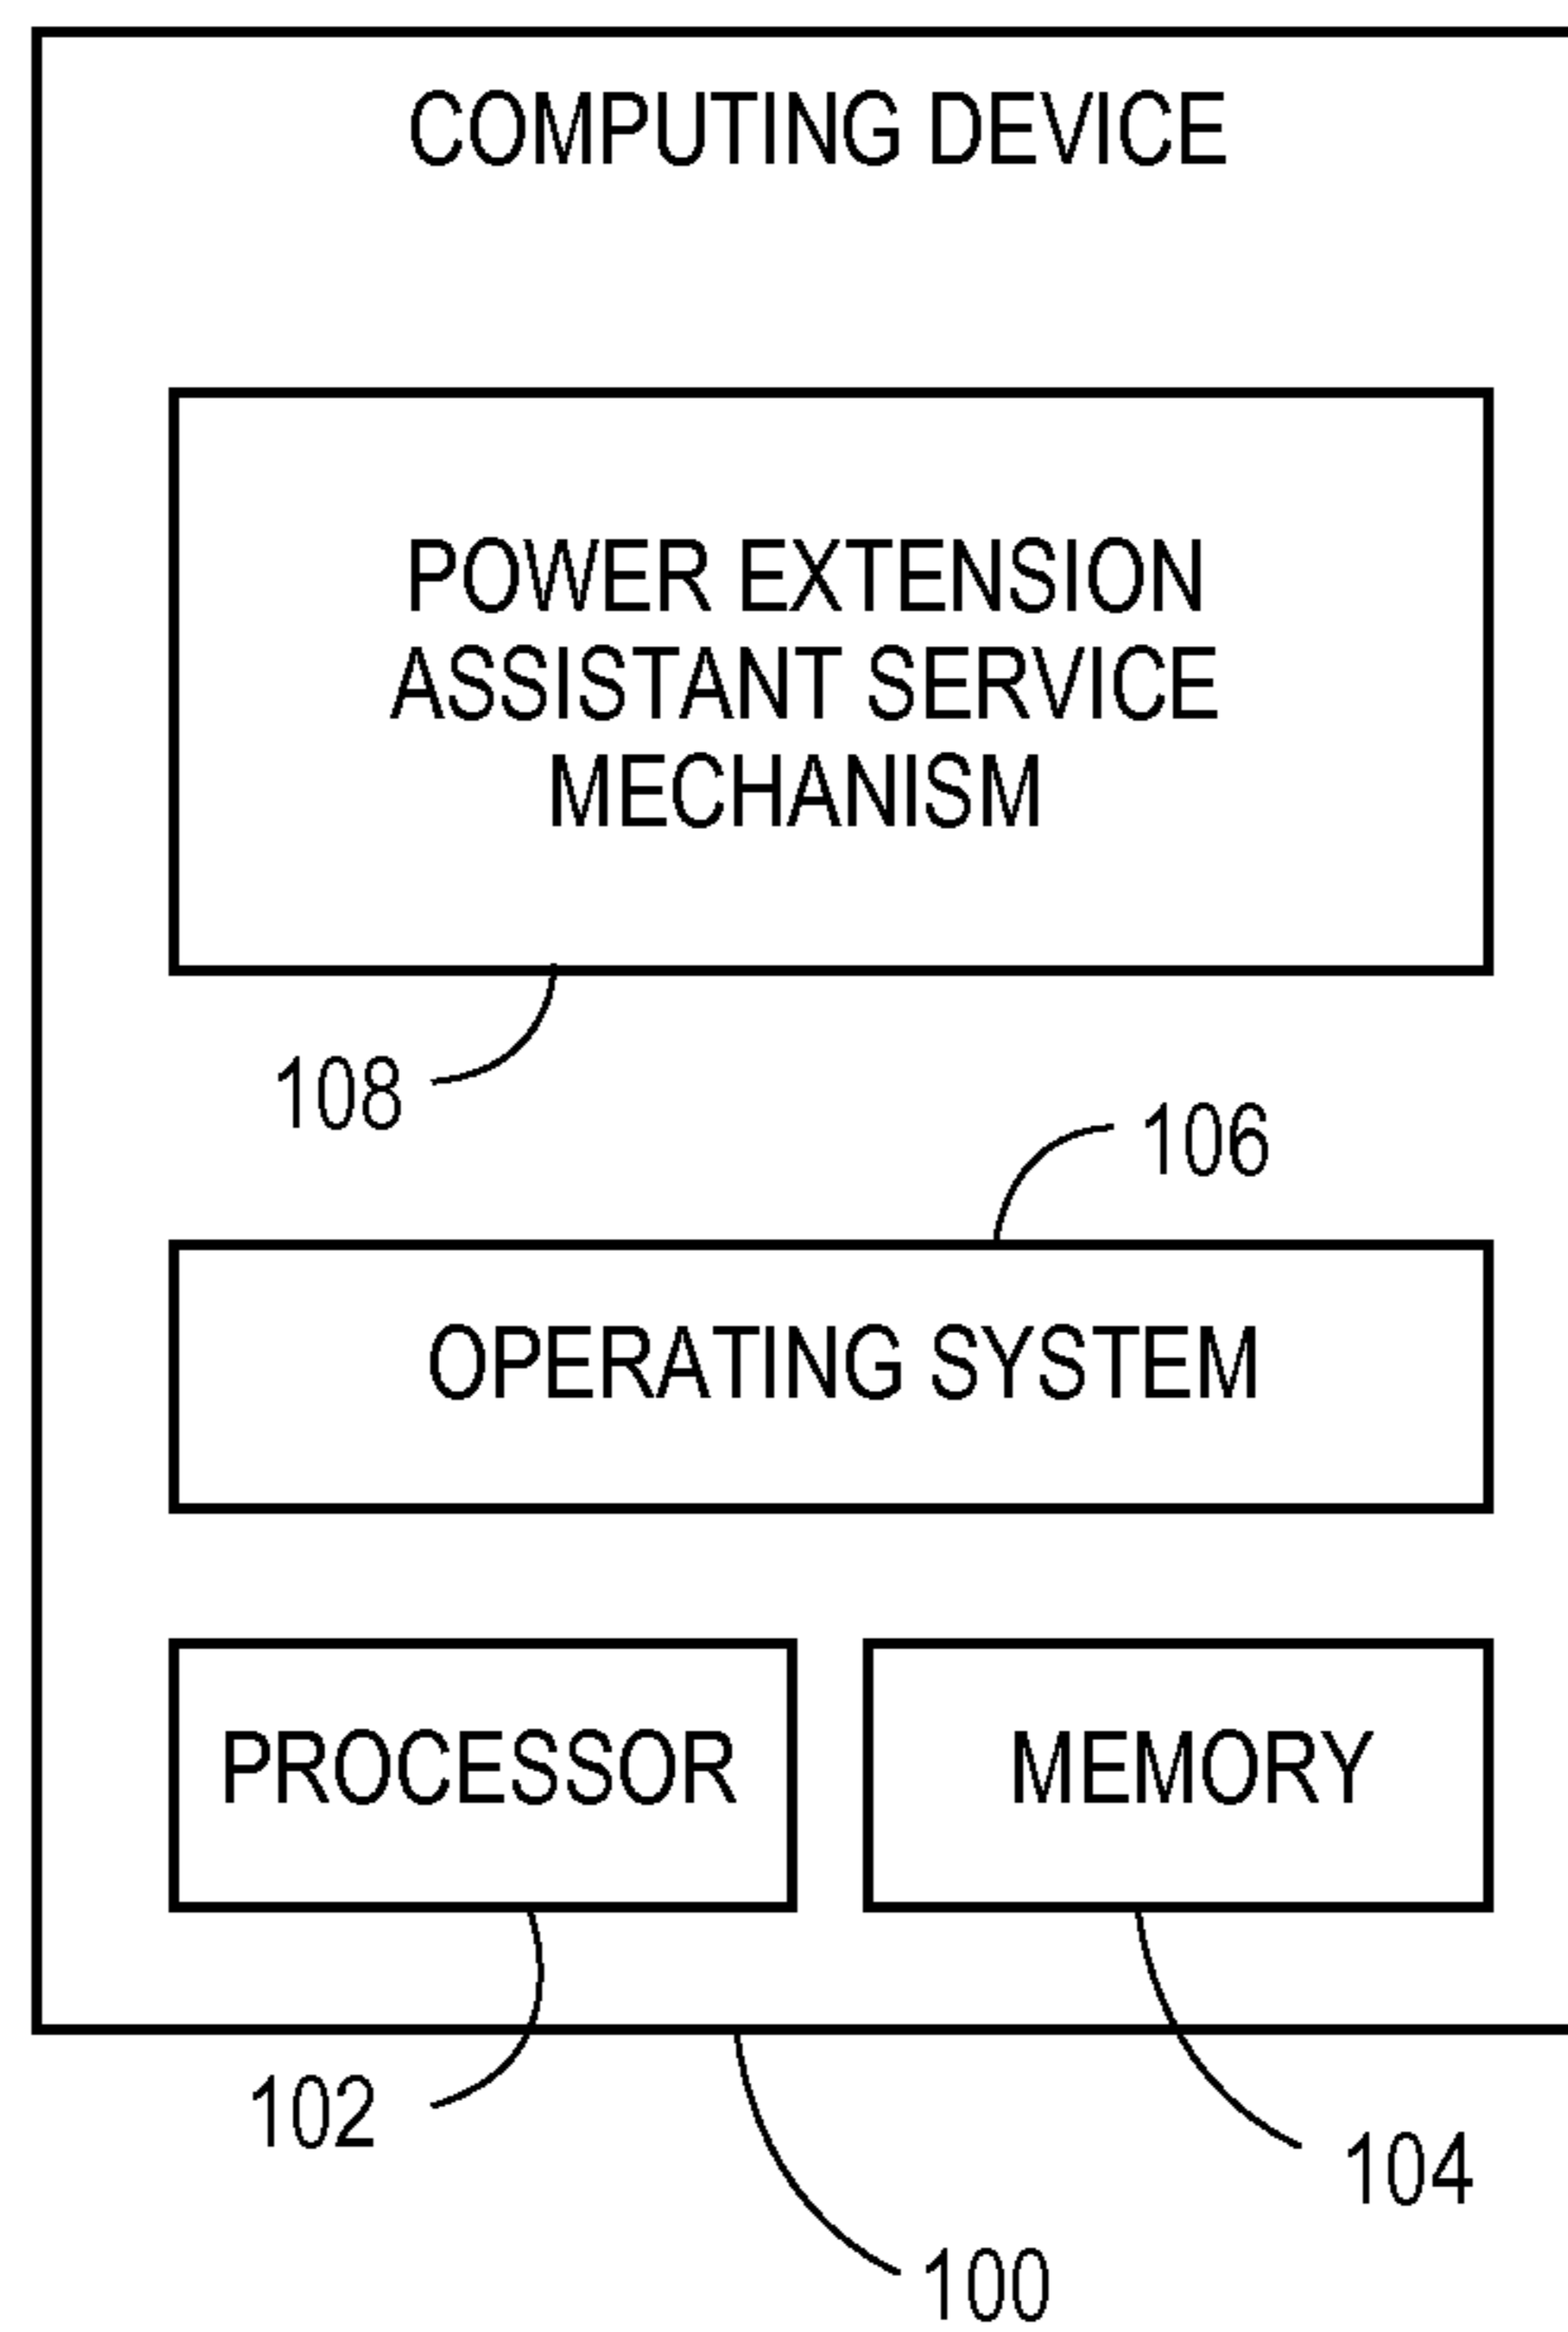 COMPUTING DEVICE
POWER EXTENSION
ASSISTANT SERVICE
MECHANISM
108
106
OPERATING SYSTEM
PROCESSOR
MEMORY
102
104
100